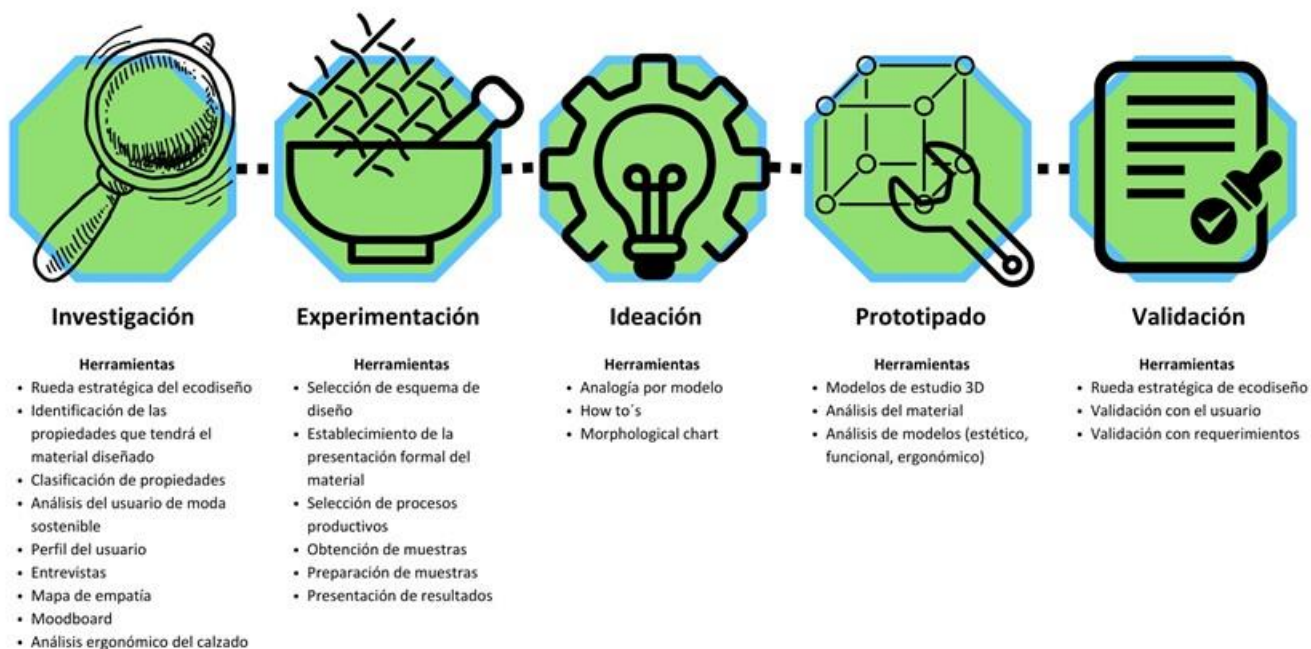 Investigación
Herramientas
• Rueda estratégica del ecodiseño
• Identificación de las
propiedades que tendrá el
material diseñado
• Clasificación de propiedades
• Análisis del usuario de moda
sostenible
• Perfil del usuario
• Entrevistas
• Mapa de empatía
• Moodboard
• Análisis ergonómico del calzado
Experimentación
Herramientas
• Selección de esquema de
diseño
• Establecimiento de la
presentación formal del
material
• Selección de procesos
productivos
• Obtención de muestras
• Preparación de muestras
• Presentación de resultados
Ideación
Herramientas
• Analogía por modelo
• How to´s
• Morphological chart
Prototipado
Herramientas
• Modelos de estudio 3D
• Análisis del material
• Análisis de modelos (estético,
funcional, ergonómico)
Validación
Herramientas
• Rueda estratégica de ecodiseño
• Validación con el usuario
• Validación con requerimientos